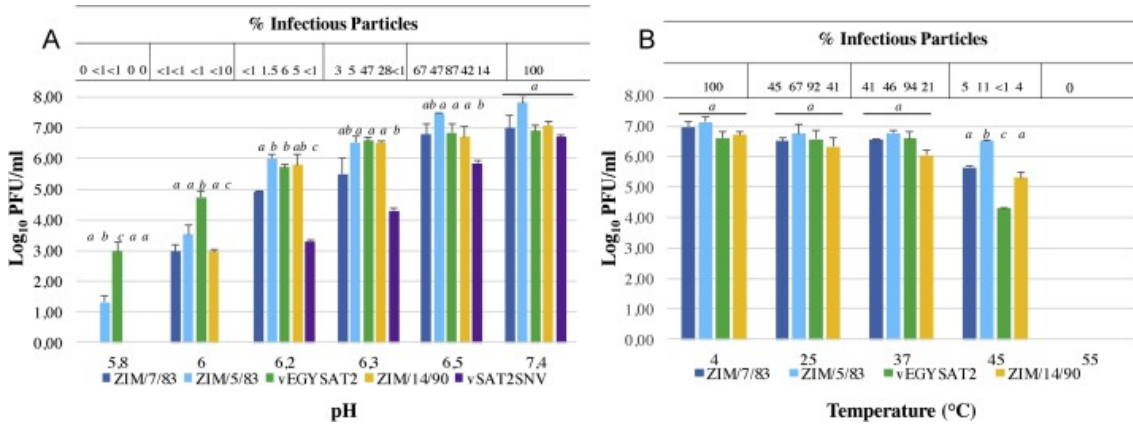 A
% Infectious Particles
0 <1 <1 0 0
<1 <1 <1 <1 0
<1 1.5 6 5 <1
3 5 47 28 <1
67 47 87 42 14
100
8,00
7,00
6,00
5,00
4,00
3,00
2,00
1,00
0,00
Log10 PFU/ml
a b c a a
a a b a c
a b b ab c
ab a a a b
ab a a a b
a
5,8 6 6,2 6,3 6,5 7,4
ZIM/7/83 ZIM/5/83 vEGYSAT2 ZIM/14/90 vSAT2SNV
pH
B
% Infectious Particles
100
45 67 92 41
41 46 94 21
5 11 <1 4
0
8,00
7,00
6,00
5,00
4,00
3,00
2,00
1,00
0,00
Log10 PFU/ml
a
a
a
a b c a
4 25 37 45 55
ZIM/7/83 ZIM/5/83 vEGYSAT2 ZIM/14/90
Temperature (°C)